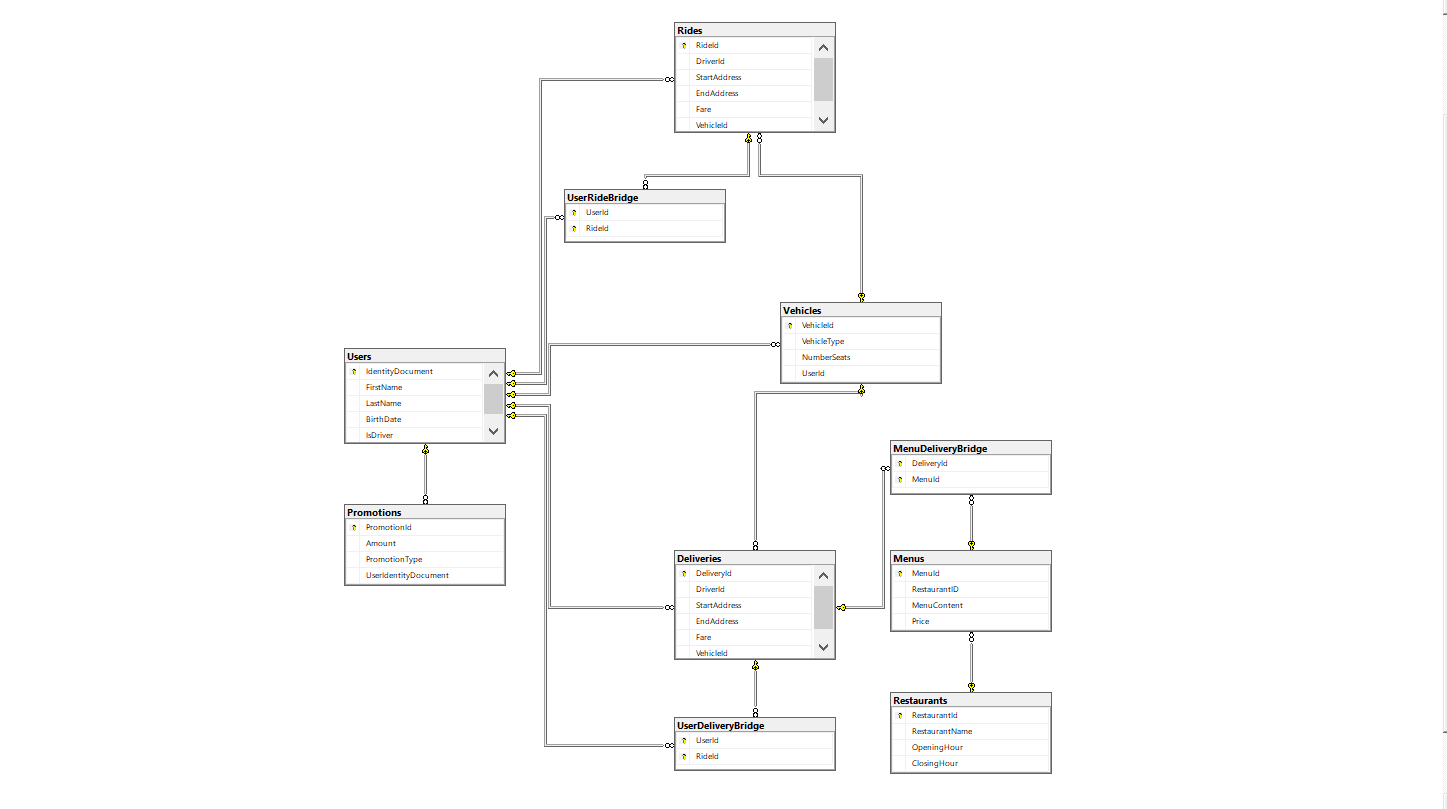 Rides
RideId
DriverId
StartAddress
EndAddress
Fare
VehicleId
UserRideBridge
UserId
RideId
Vehicles
VehicleId
VehicleType
NumberSeats
UserId
Users
IdentityDocument
FirstName
LastName
BirthDate
IsDriver
Promotions
PromotionId
Amount
PromotionType
UserIdentityDocument
MenuDeliveryBridge
DeliveryId
MenuId
Deliveries
DeliveryId
DriverId
StartAddress
EndAddress
Fare
VehicleId
Menus
MenuId
RestaurantID
MenuContent
Price
UserDeliveryBridge
UserId
RideId
Restaurants
RestaurantId
RestaurantName
OpeningHour
ClosingHour